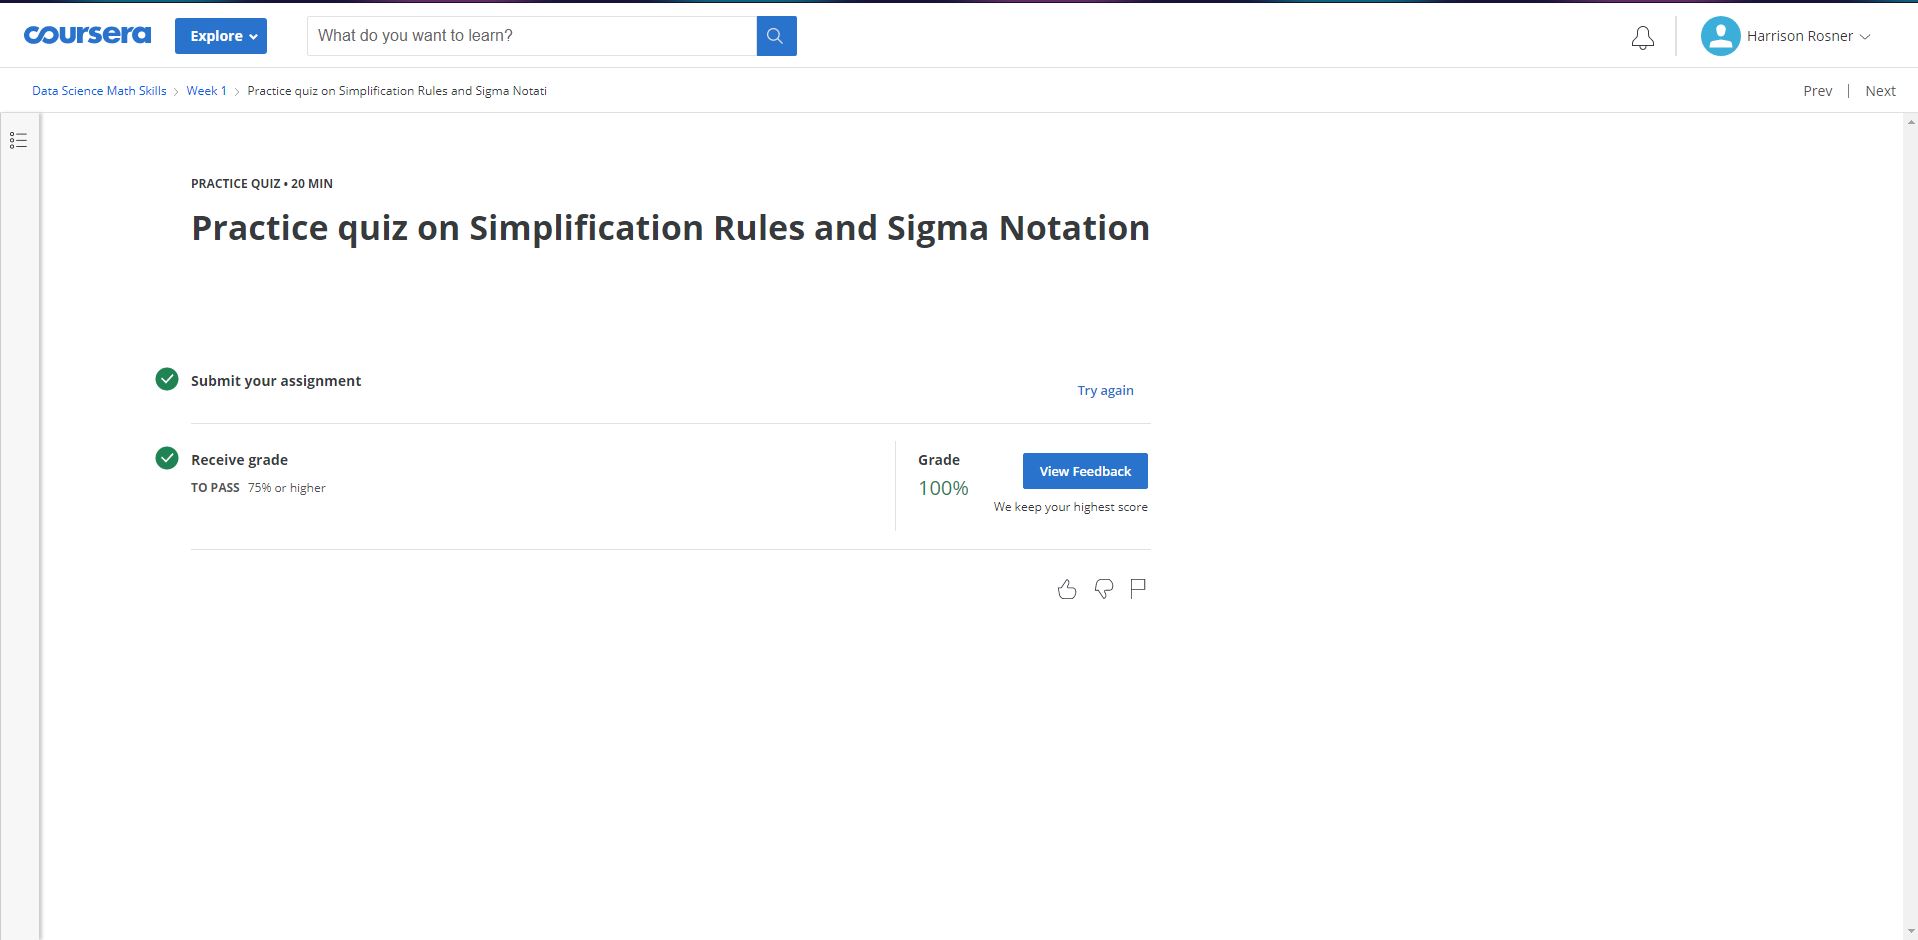 coursera
Explore
What do you want to learn?
Harrison Rosner
Data Science Math Skills > Week 1 > Practice quiz on Simplification Rules and Sigma Notati
Prev | Next
PRACTICE QUIZ • 20 MIN
Practice quiz on Simplification Rules and Sigma Notation
Submit your assignment
Try again
Receive grade
TO PASS 75% or higher
Grade
100%
View Feedback
We keep your highest score